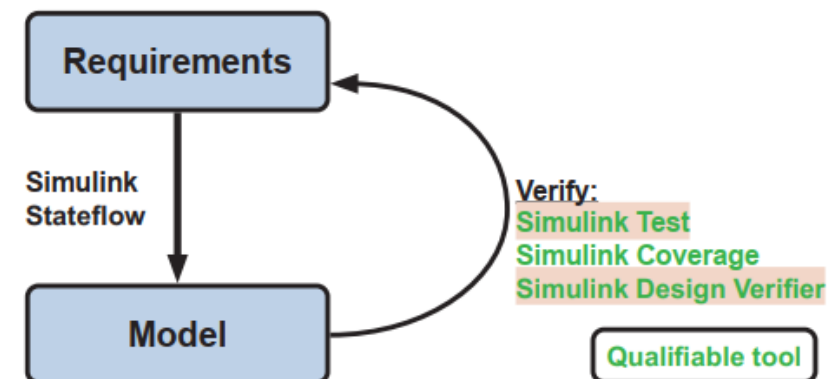 Requirements
Simulink
Stateflow
Verify:
Simulink Test
Simulink Coverage
Simulink Design Verifier
Model
Qualifiable tool